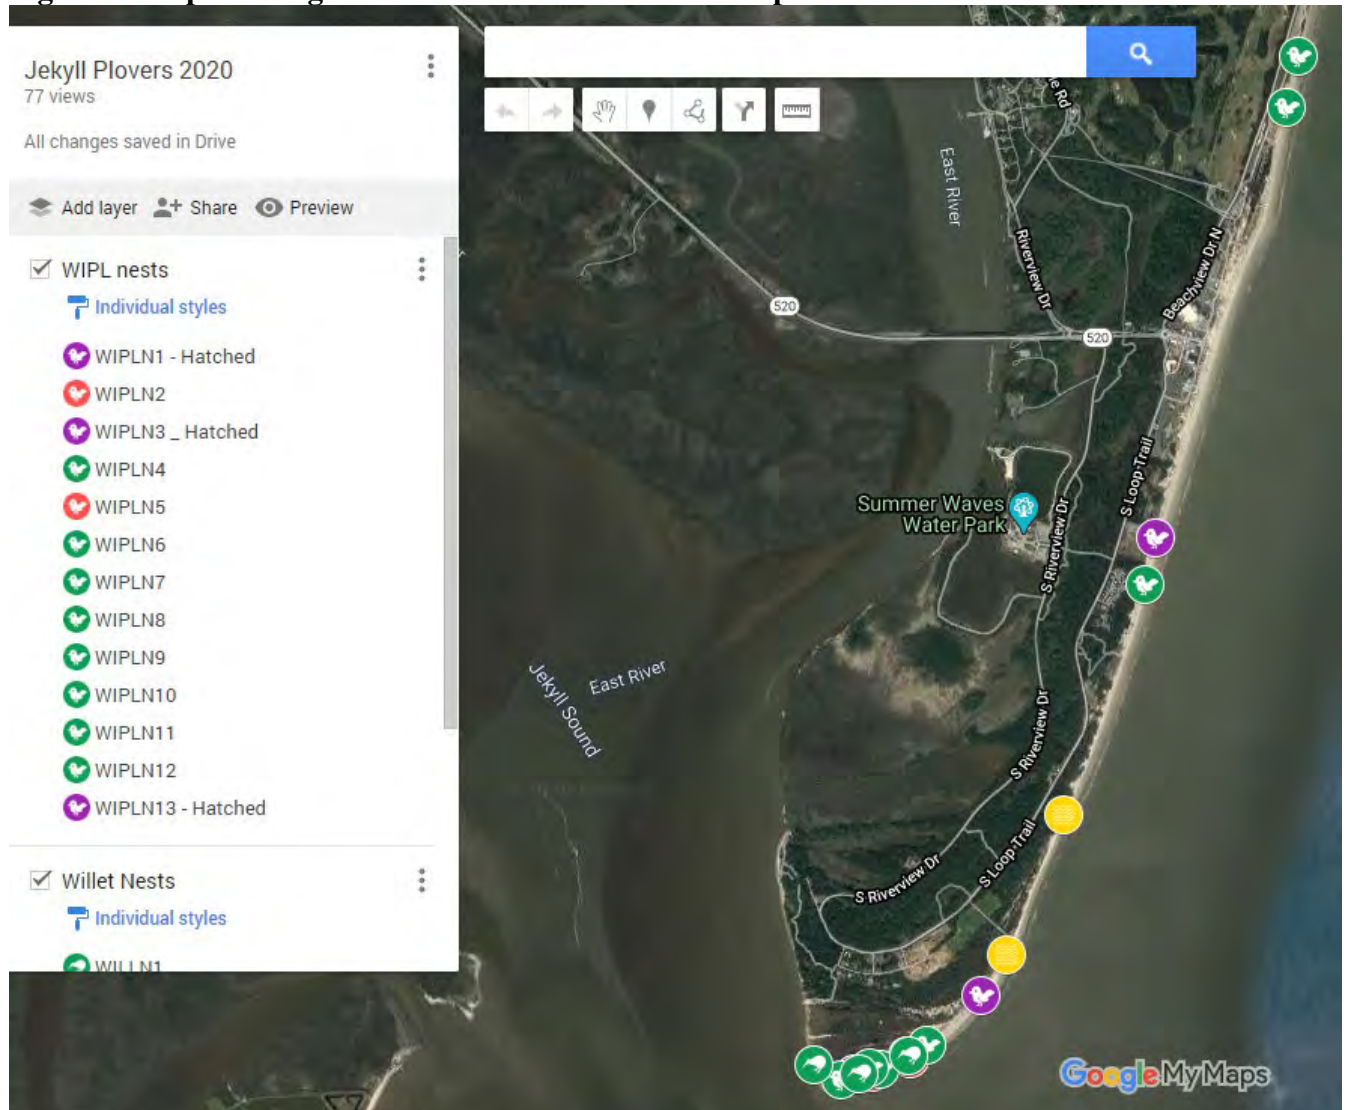 Jekyll Plovers 2020
77 views
All changes saved in Drive
Add layer Share Preview
WIPL nests
Individual styles
WIPLN1 - Hatched
WIPLN2
WIPLN3 _ Hatched
WIPLN4
WIPLN5
WIPLN6
WIPLN7
WIPLN8
WIPLN9
WIPLN10
WIPLN11
WIPLN12
WIPLN13 - Hatched
Willet Nests
Individual styles
WILLN1
East River
Riverview Dr
Beachview Dr N
520
520
S Loop Trail
Summer Waves
Water Park
S Riverview Dr
East River
Jekyll Sound
S Riverview Dr
S Loop Trail
S Riverview Dr
Google My Maps